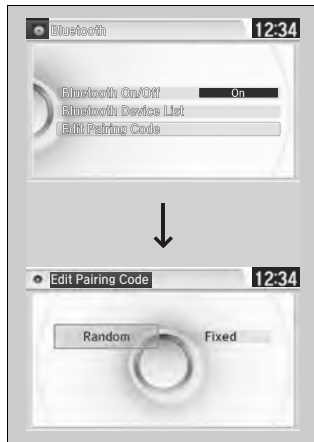 Bluetooth
12:34
Bluetooth On/Off
On
Bluetooth Device List
Edit Pairing Code
Edit Pairing Code
12:34
Random
Fixed